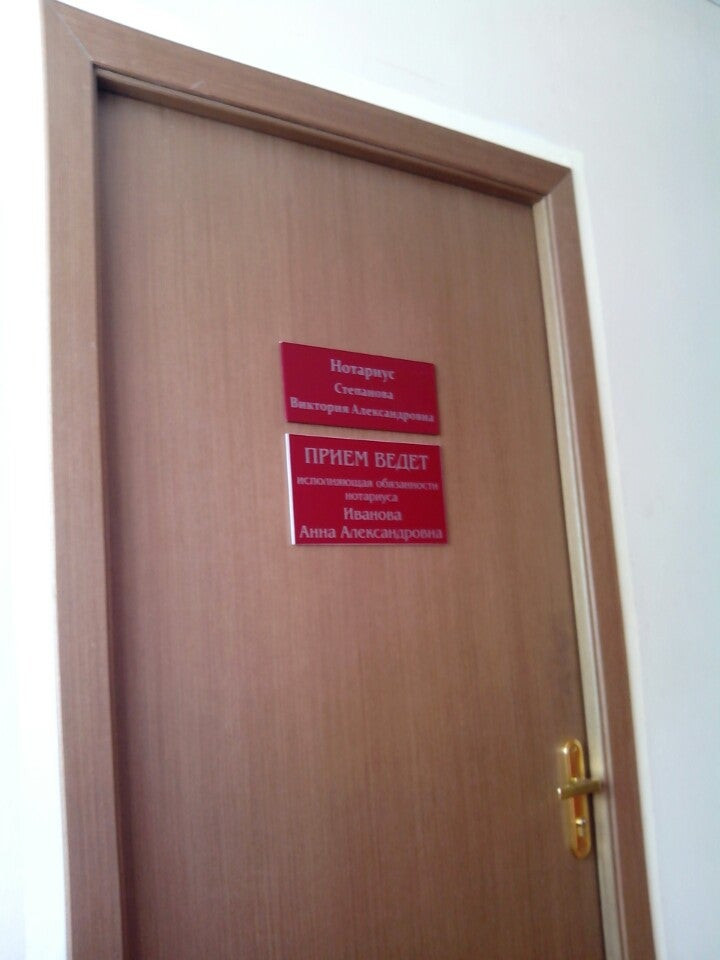 Нотариус
Степанова
Виктория Александровна
ПРИЕМ ВЕДЕТ
исполняющая обязанности
нотариуса
Иванова
Анна Александровна